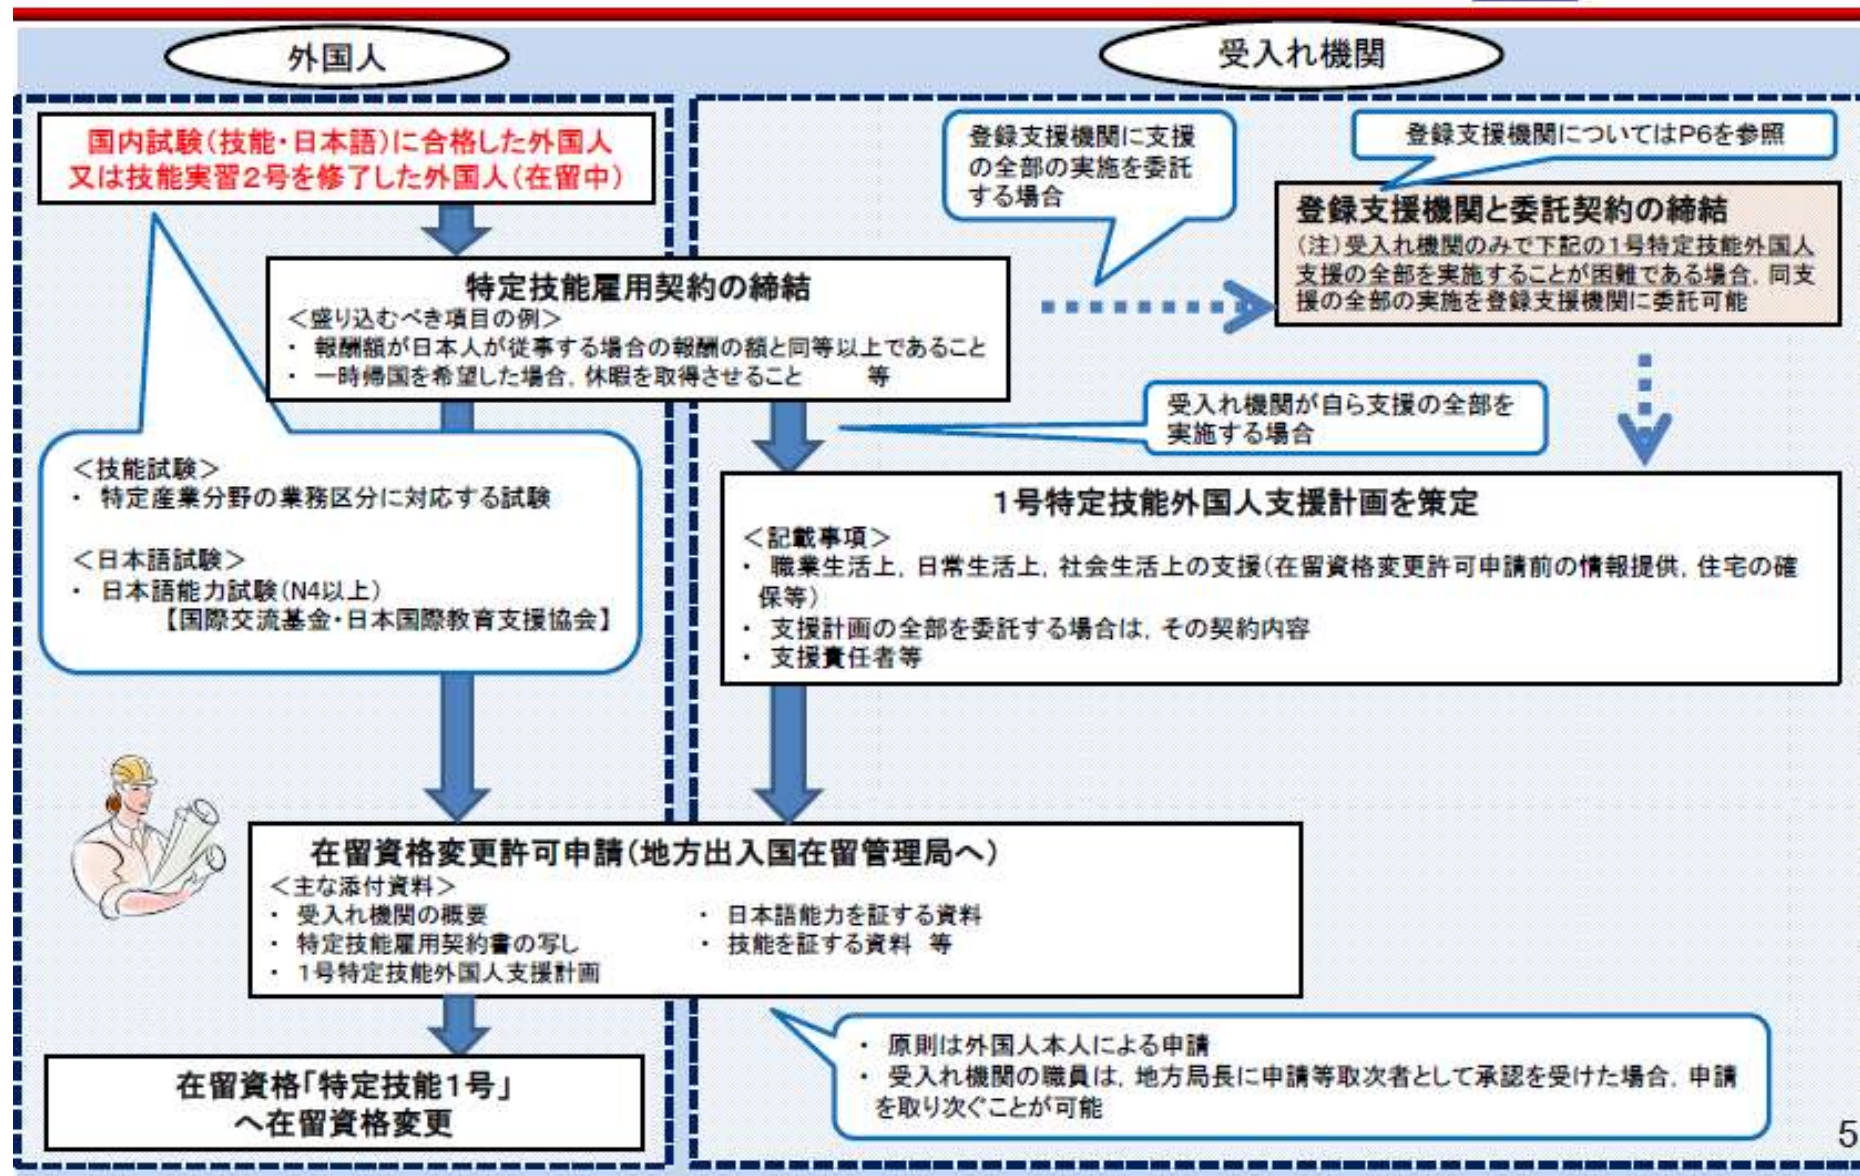 外国人
受入れ機関
国内試験(技能・日本語)に合格した外国人
又は技能実習2号を修了した外国人(在留中)
登録支援機関に支援
の全部の実施を委託
する場合
登録支援機関についてはP6を参照
登録支援機関と委託契約の締結
(注)受入れ機関のみで下記の1号特定技能外国人
支援の全部を実施することが困難である場合,同支
援の全部の実施を登録支援機関に委託可能
特定技能雇用契約の締結
<盛り込むべき項目の例>
・ 報酬額が日本人が従事する場合の報酬の額と同等以上であること
・ 一時帰国を希望した場合,休暇を取得させること 等
受入れ機関が自ら支援の全部を
実施する場合
<技能試験>
・ 特定産業分野の業務区分に対応する試験
<日本語試験>
・ 日本語能力試験(N4以上)
【国際交流基金・日本国際教育支援協会】
1号特定技能外国人支援計画を策定
<記載事項>
・ 職業生活上,日常生活上,社会生活上の支援(在留資格変更許可申請前の情報提供,住宅の確
保等)
・ 支援計画の全部を委託する場合は,その契約内容
・ 支援責任者等
在留資格変更許可申請(地方出入国在留管理局へ)
<主な添付資料>
・ 受入れ機関の概要
・ 特定技能雇用契約書の写し
・ 1号特定技能外国人支援計画
・ 日本語能力を証する資料
・ 技能を証する資料 等
・ 原則は外国人本人による申請
・ 受入れ機関の職員は,地方局長に申請等取次者として承認を受けた場合,申請
を取り次ぐことが可能
在留資格「特定技能1号」
へ在留資格変更
5